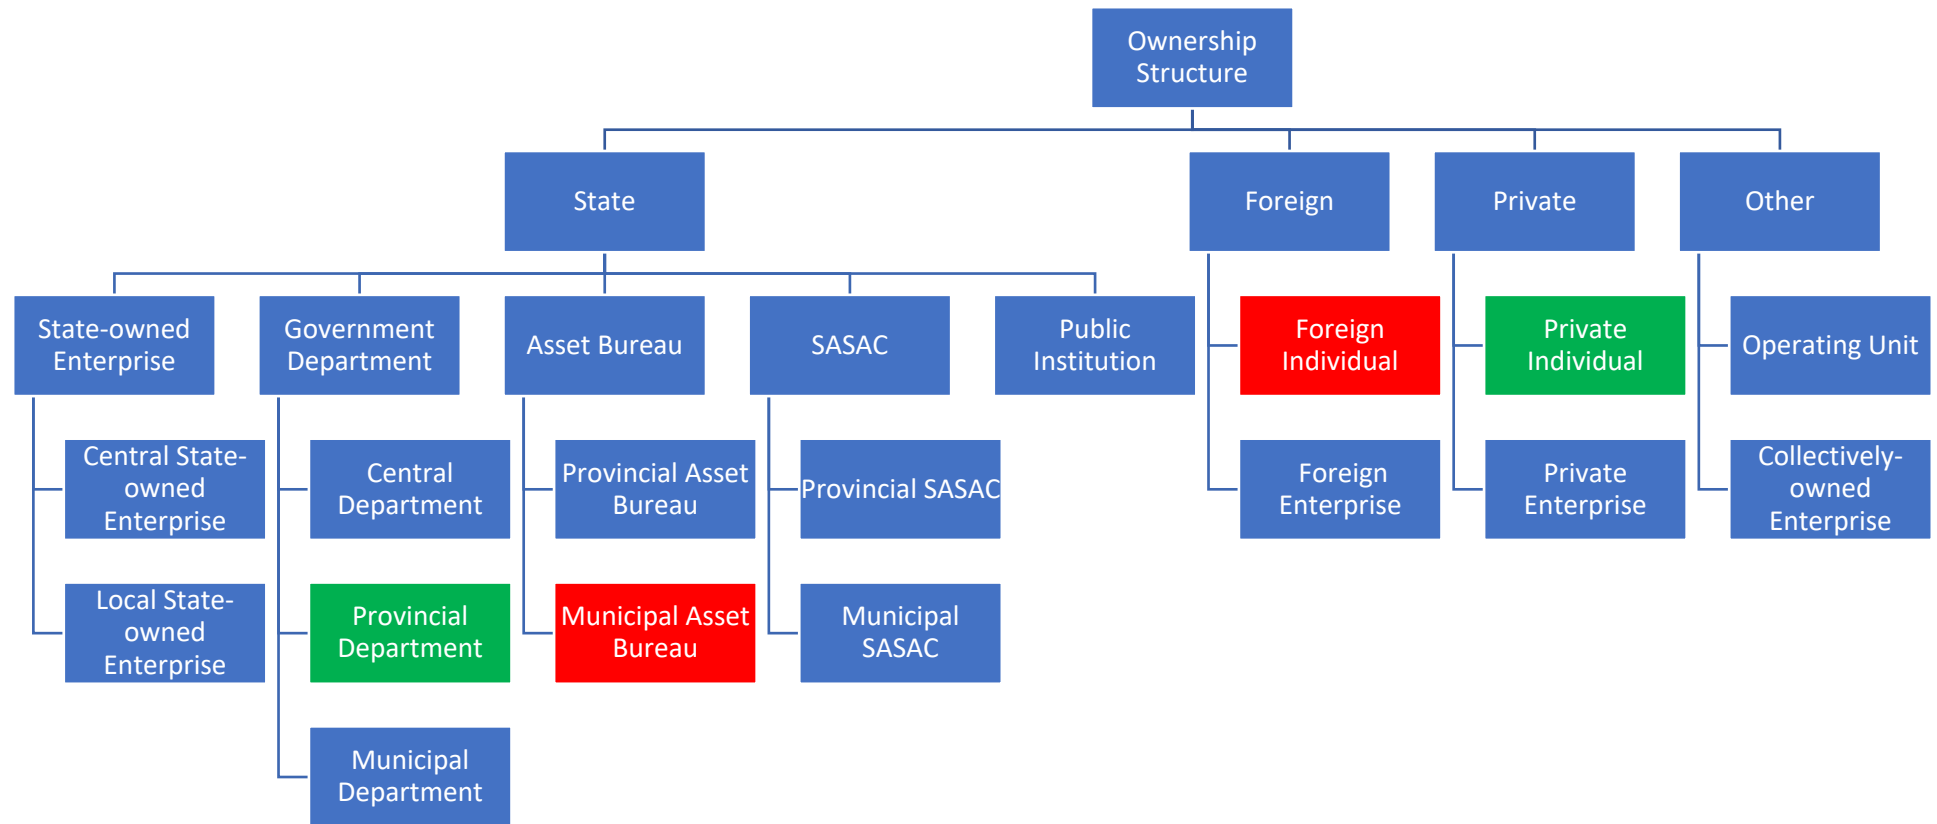 Ownership
Structure
State
Foreign
Private
Other
State-owned
Enterprise
Government
Department
Asset Bureau
SASAC
Public
Institution
Foreign
Individual
Private
Individual
Operating Unit
Central State-
owned
Enterprise
Central
Department
Provincial Asset
Bureau
Provincial SASAC
Foreign
Enterprise
Private
Enterprise
Collectively-
owned
Enterprise
Local State-
owned
Enterprise
Provincial
Department
Municipal Asset
Bureau
Municipal
SASAC
Municipal
Department